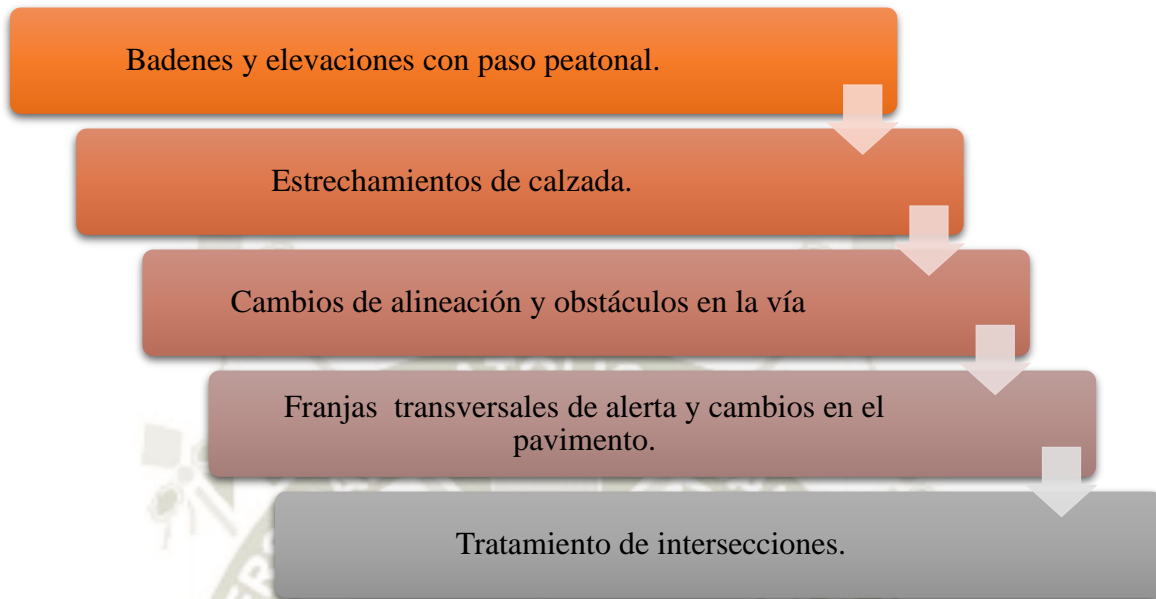 Badenes y elevaciones con paso peatonal.
Estrechamientos de calzada.
Cambios de alineación y obstáculos en la vía
Franjas  transversales de alerta y cambios en el
pavimento.
Tratamiento de intersecciones.